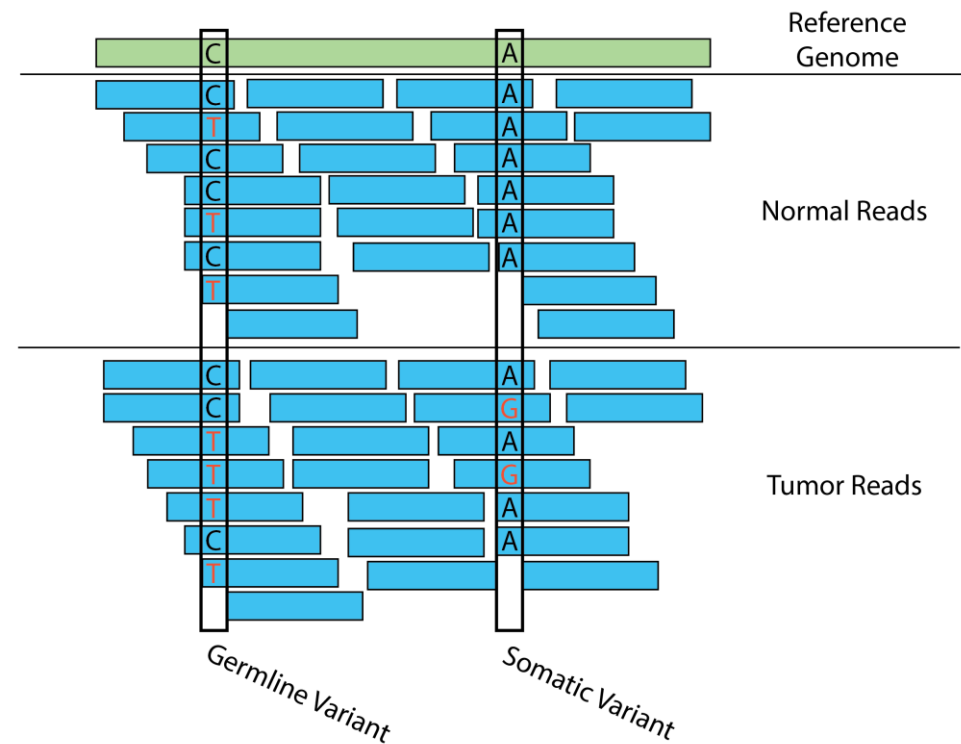 Reference
Genome
C A
C A
T A
C A
C A
T A
C A
T
Normal Reads
C A
C G
T A
T G
T A
C A
T
Tumor Reads
Germline Variant
Somatic Variant